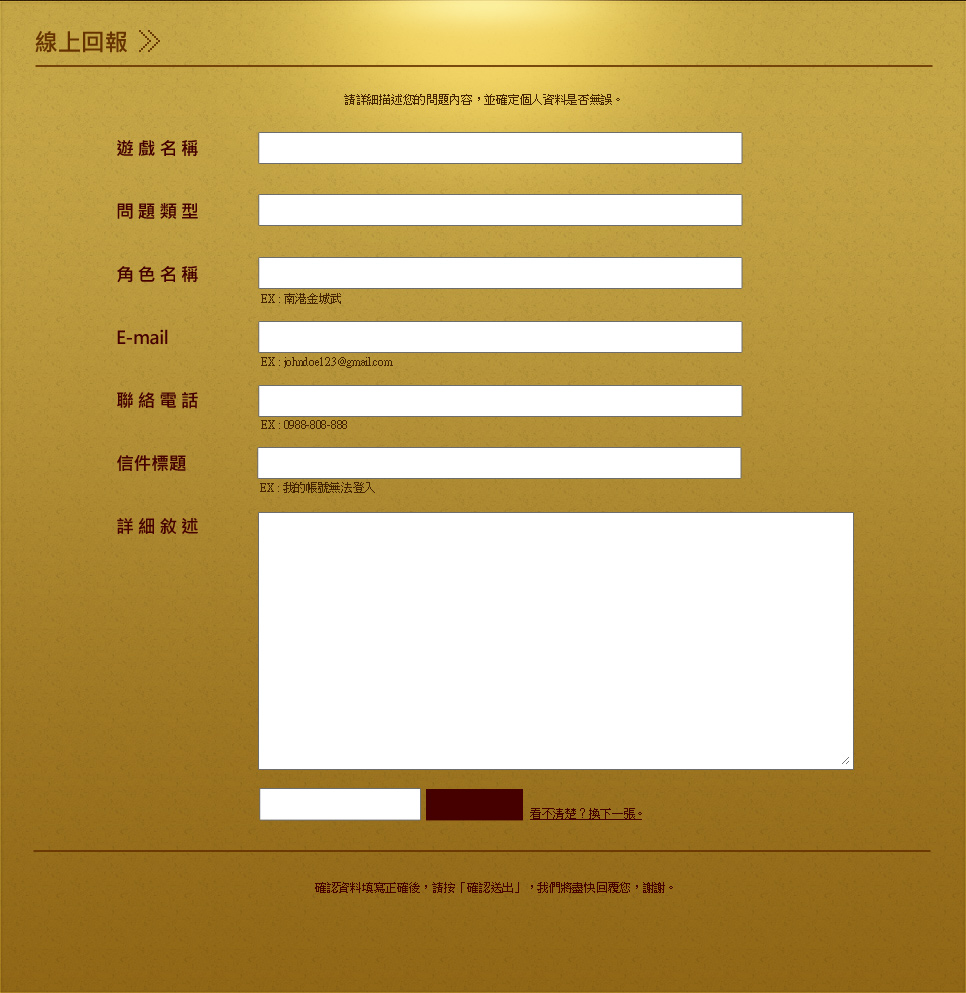 線上回報
請詳細描述您的問題內容，並確定個人資料是否無誤。
遊戲名稱
問題類型
角色名稱
EX : 南港金城武
E-mail
EX : johndoe123@gmail.com
聯絡電話
EX : 0988-808-888
信件標題
EX : 我的帳號無法登入
詳細敘述
看不清楚？換下一張。
確認資料填寫正確後，請按「確認送出」，我們將盡快回覆您，謝謝。